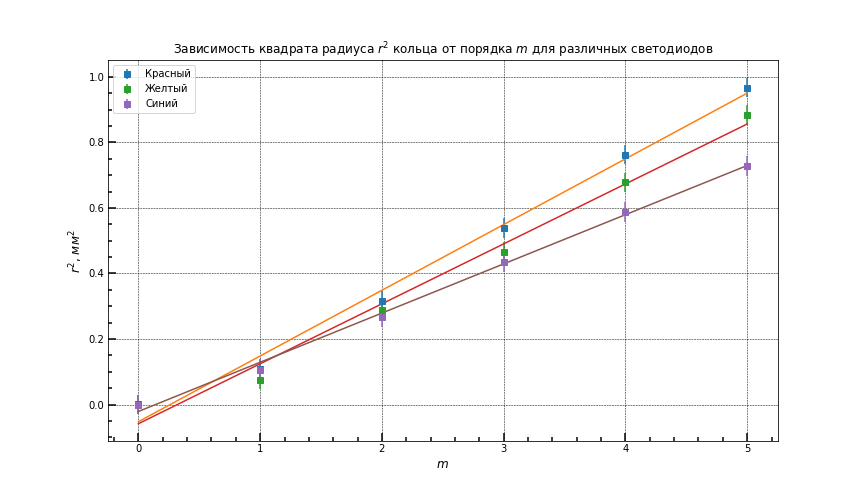 Зависимость квадрата радиуса r² кольца от порядка m для различных светодиодов
Красный
Желтый
Синий
1.0
0.8
0.6
0.4
0.2
0.0
r², мм²
0 1 2 3 4 5
m